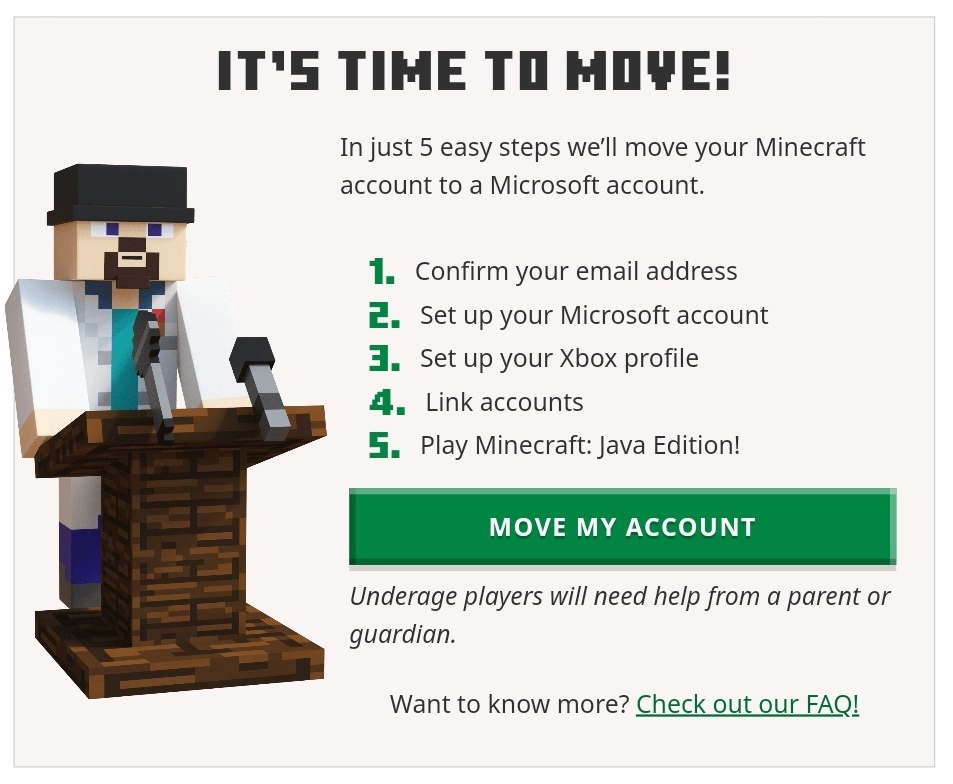 IT'S TIME TO MOVE!
In just 5 easy steps we’ll move your Minecraft
account to a Microsoft account.
1. Confirm your email address
2. Set up your Microsoft account
3. Set up your Xbox profile
4. Link accounts
5. Play Minecraft: Java Edition!
MOVE MY ACCOUNT
Underage players will need help from a parent or
guardian.
Want to know more? Check out our FAQ!